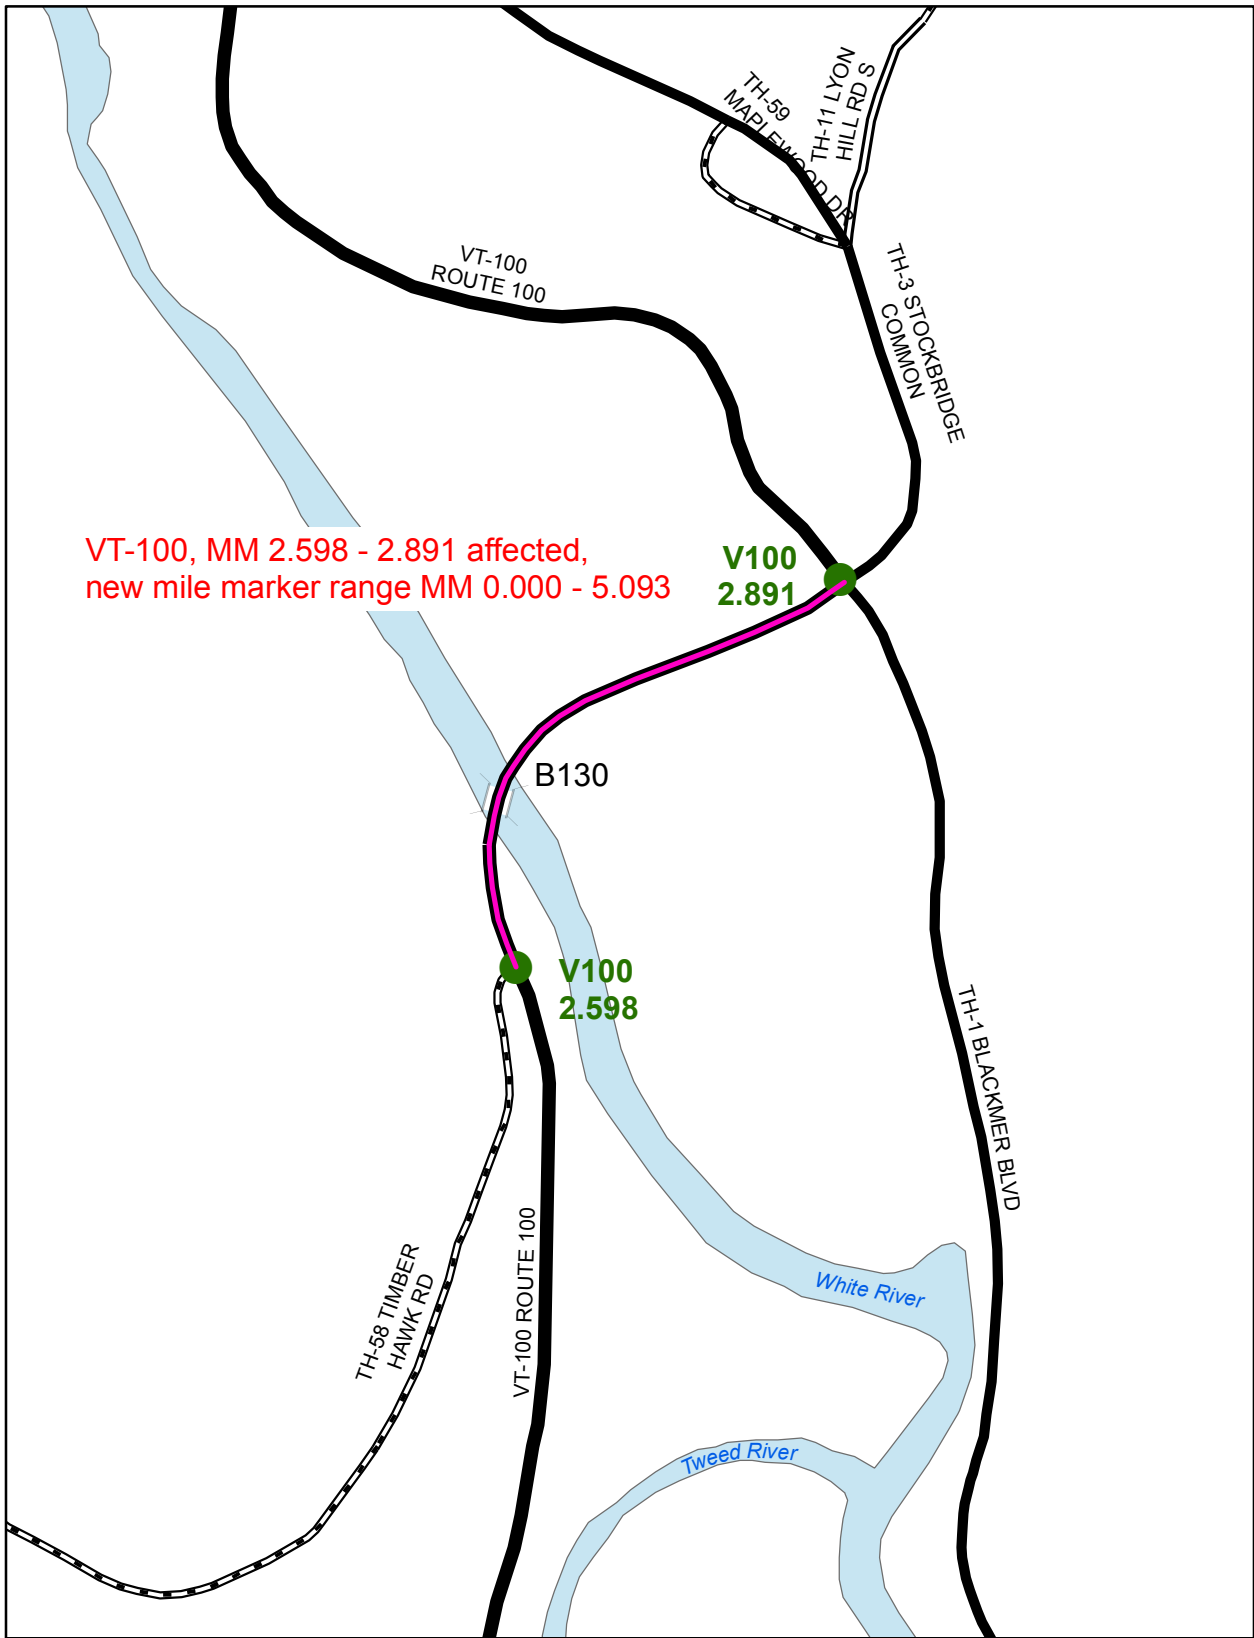 TH-59
MAPLEWOOD DR
TH-11 LYON
HILL RD S
VT-100
ROUTE 100
TH-3 STOCKBRIDGE
COMMON
VT-100, MM 2.598 - 2.891 affected,
new mile marker range MM 0.000 - 5.093
V100
2.891
B130
V100
2.598
TH-1 BLACKMER BLVD
TH-58 TIMBER
HAWK RD
VT-100 ROUTE 100
White River
Tweed River